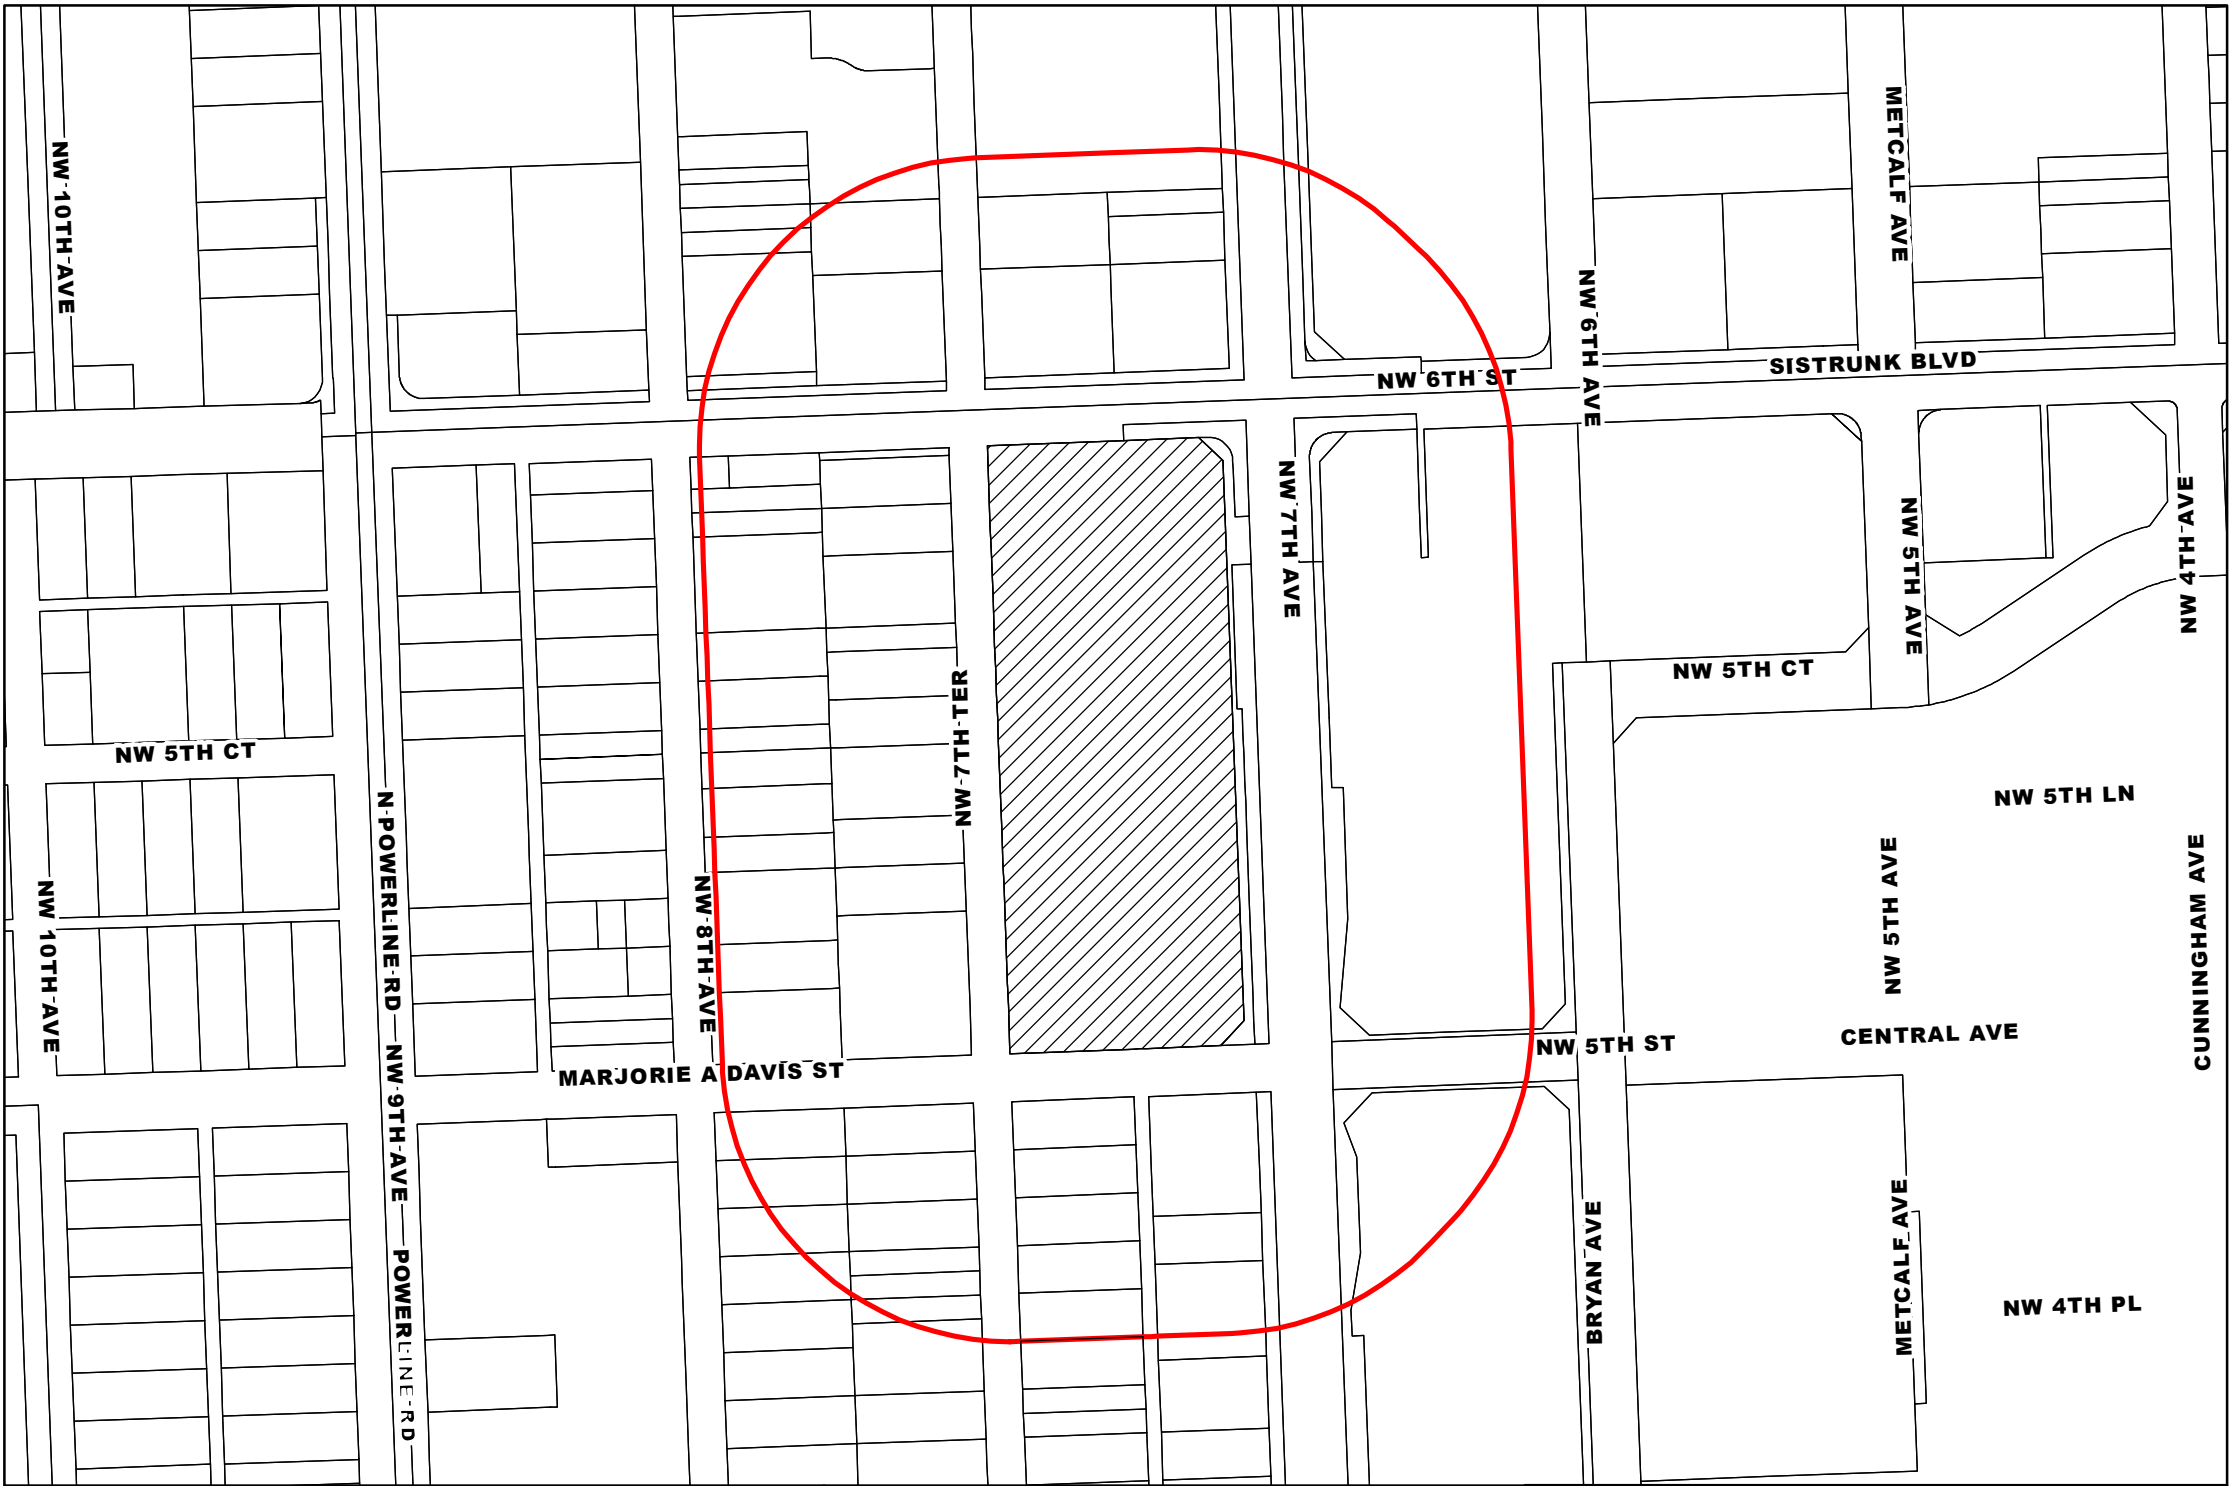 METCALF AVE
NW 10TH AVE
NW 6TH AVE
SISTRUNK BLVD
NW 6TH ST
NW 7TH AVE
NW 4TH AVE
NW 5TH AVE
NW 5TH CT
NW 7TH TER
NW 5TH CT
NW 5TH LN
N POWERLINE RD
NW 5TH AVE
CUNNINGHAM AVE
NW 8TH AVE
NW 10TH AVE
CENTRAL AVE
NW 5TH ST
MARJORIE A DAVIS ST
NW 9TH AVE
METCALF AVE
BRYAN AVE
NW 4TH PL
POWERLINE RD